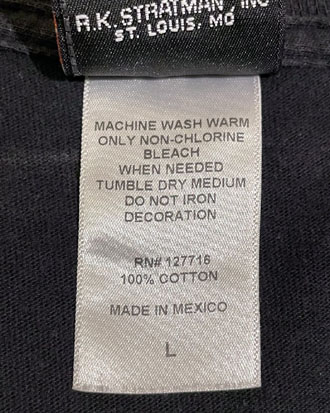 R.K. STRATMAN, INC
ST. LOUIS, MO
MACHINE WASH WARM
ONLY NON-CHLORINE
BLEACH
WHEN NEEDED
TUMBLE DRY MEDIUM
DO NOT IRON
DECORATION
RN# 127716
100% COTTON
MADE IN MEXICO
L